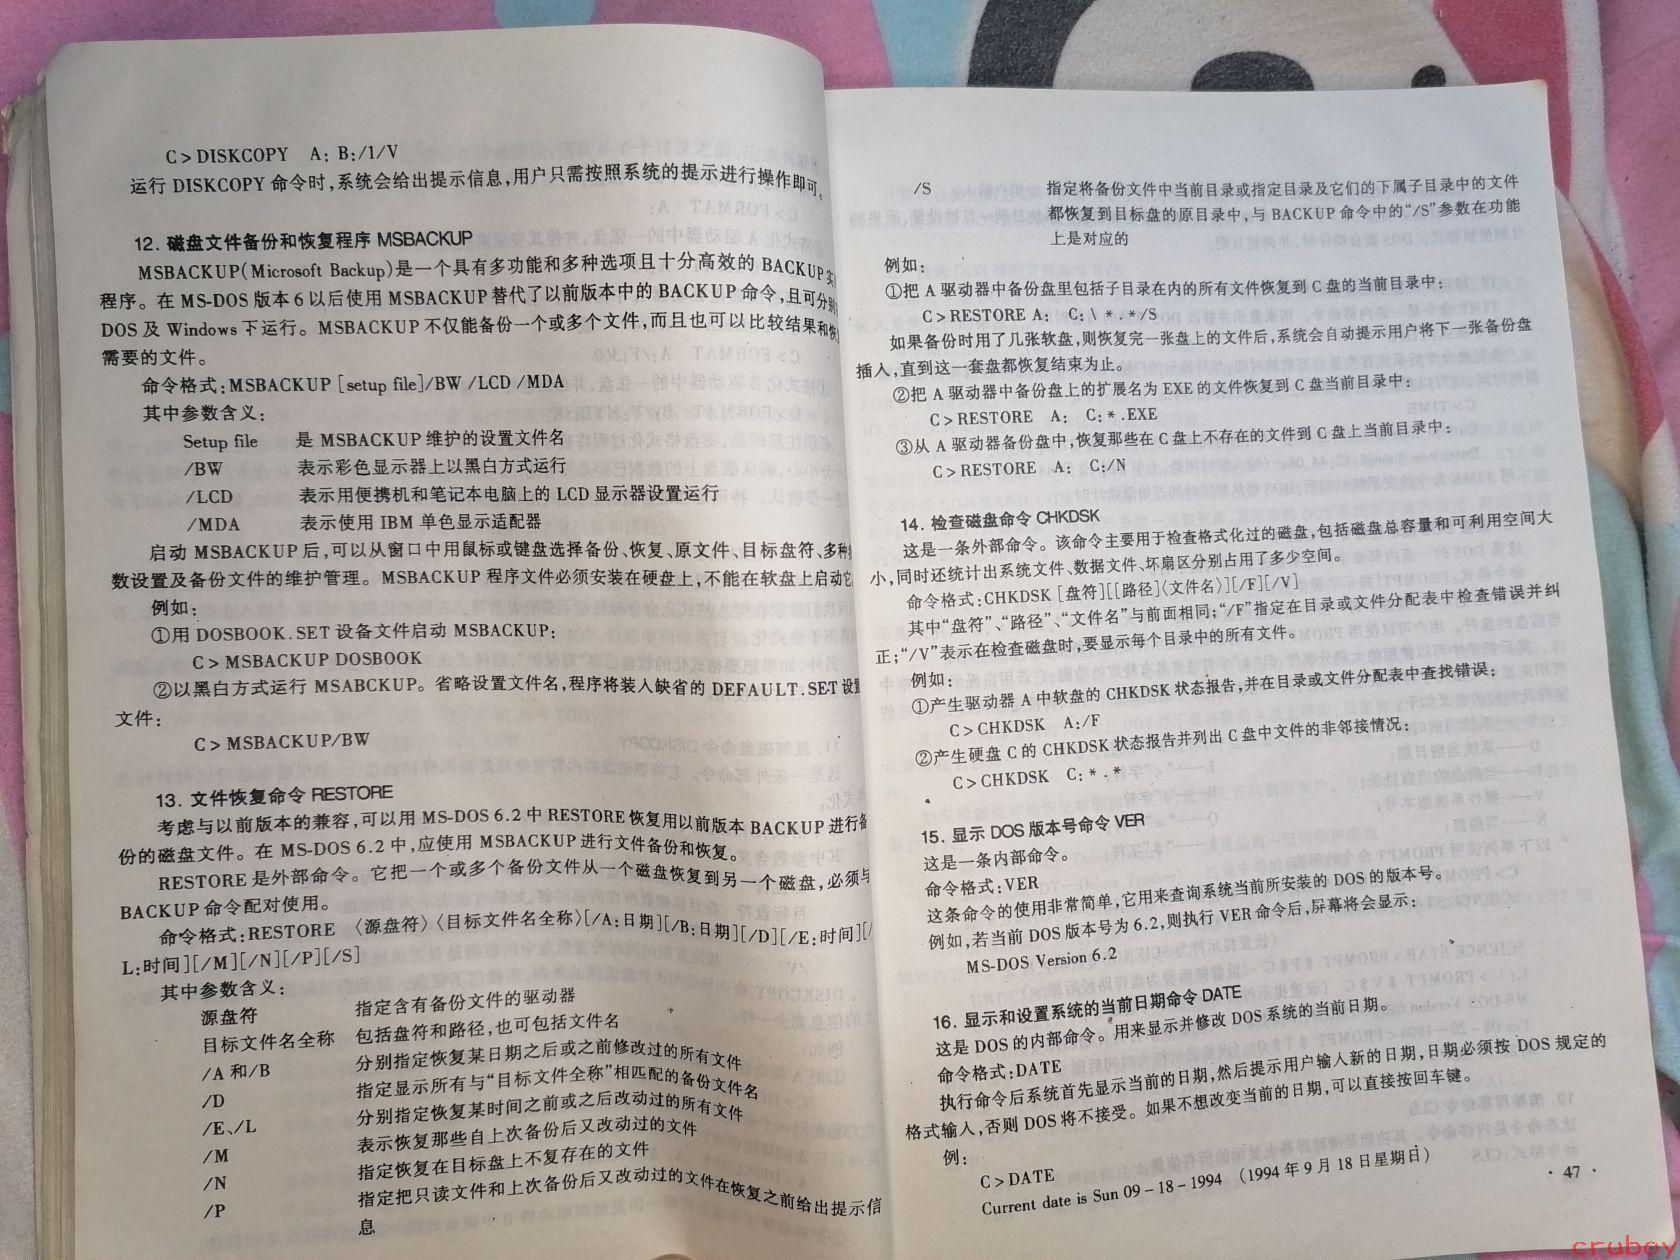 C>DISKCOPY A: B:/1/V
运行 DISKCOPY 命令时,系统会给出提示信息,用户只需按照系统的提示进行操作即可。
12. 磁盘文件备份和恢复程序 MSBACKUP
MSBACKUP(Microsoft Backup)是一个具有多功能和多种选项且十分高效的 BACKUP 实
程序。在 MS-DOS 版本 6 以后使用 MSBACKUP 替代了以前版本中的 BACKUP 命令,且可分别
DOS 及 Windows 下运行。MSBACKUP 不仅能备份一个或多个文件,而且也可以比较结果和恢
需要的文件。
命令格式:MSBACKUP [setup file]/BW /LCD /MDA
其中参数含义:
Setup file 是 MSBACKUP 维护的设置文件名
/BW 表示彩色显示器上以黑白方式运行
/LCD 表示用便携机和笔记本电脑上的 LCD 显示器设置运行
/MDA 表示使用 IBM 单色显示适配器
启动 MSBACKUP 后,可以从窗口中用鼠标或键盘选择备份、恢复、原文件、目标盘符、多种
数设置及备份文件的维护管理。MSBACKUP 程序文件必须安装在硬盘上,不能在软盘上启动它
例如:
①用 DOSBOOK.SET 设备文件启动 MSBACKUP:
C>MSBACKUP DOSBOOK
②以黑白方式运行 MSABCKUP。省略设置文件名,程序将装入缺省的 DEFAULT.SET 设置
文件:
C>MSBACKUP/BW
13. 文件恢复命令 RESTORE
考虑与以前版本的兼容,可以用 MS-DOS 6.2 中 RESTORE 恢复用以前版本 BACKUP 进行备
份的磁盘文件。在 MS-DOS 6.2 中,应使用 MSBACKUP 进行文件备份和恢复。
RESTORE 是外部命令。它把一个或多个备份文件从一个磁盘恢复到另一个磁盘,必须与
BACKUP 命令配对使用。
命令格式:RESTORE 〈源盘符〉〈目标文件名全称〉[/A:日期][/B:日期][/D][/E:时间][/
L:时间][/M][/N][/P][/S]
其中参数含义:
源盘符 指定含有备份文件的驱动器
目标文件名全称 包括盘符和路径,也可包括文件名
/A 和/B 分别指定恢复某日期之后或之前修改过的所有文件
/D 指定显示所有与“目标文件全称”相匹配的备份文件名
/E、/L 分别指定恢复某时间之前或之后改动过的所有文件
/M 表示恢复那些自上次备份后又改动过的文件
/N 指定恢复在目标盘上不复存在的文件
/P 指定把只读文件和上次备份后又改动过的文件在恢复之前给出提示信
息
/S 指定将备份文件中当前目录或指定目录及它们的下属子目录中的文件
都恢复到目标盘的原目录中,与 BACKUP 命令中的“/S”参数在功能
上是对应的
例如:
①把 A 驱动器中备份盘里包括子目录在内的所有文件恢复到 C 盘的当前目录中:
C>RESTORE A: C:\ *.*/S
如果备份时用了几张软盘,则恢复完一张盘上的文件后,系统会自动提示用户将下一张备份盘
插入,直到这一套盘都恢复结束为止。
②把 A 驱动器中备份盘上的扩展名为 EXE 的文件恢复到 C 盘当前目录中:
C>RESTORE A: C:*.EXE
③从 A 驱动器备份盘中,恢复那些在 C 盘上不存在的文件到 C 盘上当前目录中:
C>RESTORE A: C:/N
14. 检查磁盘命令 CHKDSK
这是一条外部命令。该命令主要用于检查格式化过的磁盘,包括磁盘总容量和可利用空间大
小,同时还统计出系统文件、数据文件、坏扇区分别占用了多少空间。
命令格式:CHKDSK [盘符][[路径]〈文件名〉][/F][/V]
其中“盘符”、“路径”、“文件名”与前面相同;“/F”指定在目录或文件分配表中检查错误并纠
正;“/V”表示在检查磁盘时,要显示每个目录中的所有文件。
例如:
①产生驱动器 A 中软盘的 CHKDSK 状态报告,并在目录或文件分配表中查找错误;
C>CHKDSK A:/F
②产生硬盘 C 的 CHKDSK 状态报告并列出 C 盘中文件的非邻接情况:
C>CHKDSK C:*.*
15. 显示 DOS 版本号命令 VER
这是一条内部命令。
命令格式:VER
这条命令的使用非常简单,它用来查询系统当前所安装的 DOS 的版本号。
例如,若当前 DOS 版本号为 6.2,则执行 VER 命令后,屏幕将会显示:
MS-DOS Version 6.2
16. 显示和设置系统的当前日期命令 DATE
这是 DOS 的内部命令。用来显示并修改 DOS 系统的当前日期。
命令格式:DATE
执行命令后系统首先显示当前的日期,然后提示用户输人新的日期,日期必须按 DOS 规定的
格式输人,否则 DOS 将不接受。如果不想改变当前的日期,可以直接按回车键。
例:
C>DATE
Current date is Sun 09-18-1994 (1994 年 9 月 18 日星期日)
· 47 ·
cruboy